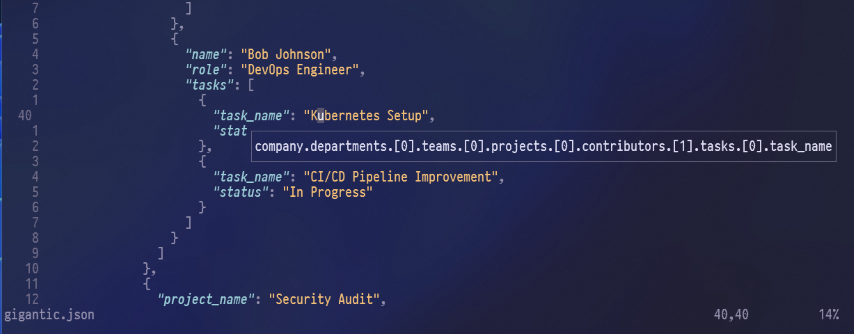 7 ]
6 },
5 {
4 "name": "Bob Johnson",
3 "role": "DevOps Engineer",
2 "tasks": [
1 {
40 "task_name": "Kubernetes Setup",
1 "stat
company.departments.[0].teams.[0].projects.[0].contributors.[1].tasks.[0].task_name
2 },
3 {
4 "task_name": "CI/CD Pipeline Improvement",
5 "status": "In Progress"
6 }
7 ]
8 }
9 ]
10 },
11 {
12 "project_name": "Security Audit",
gigantic.json 40,40 14%